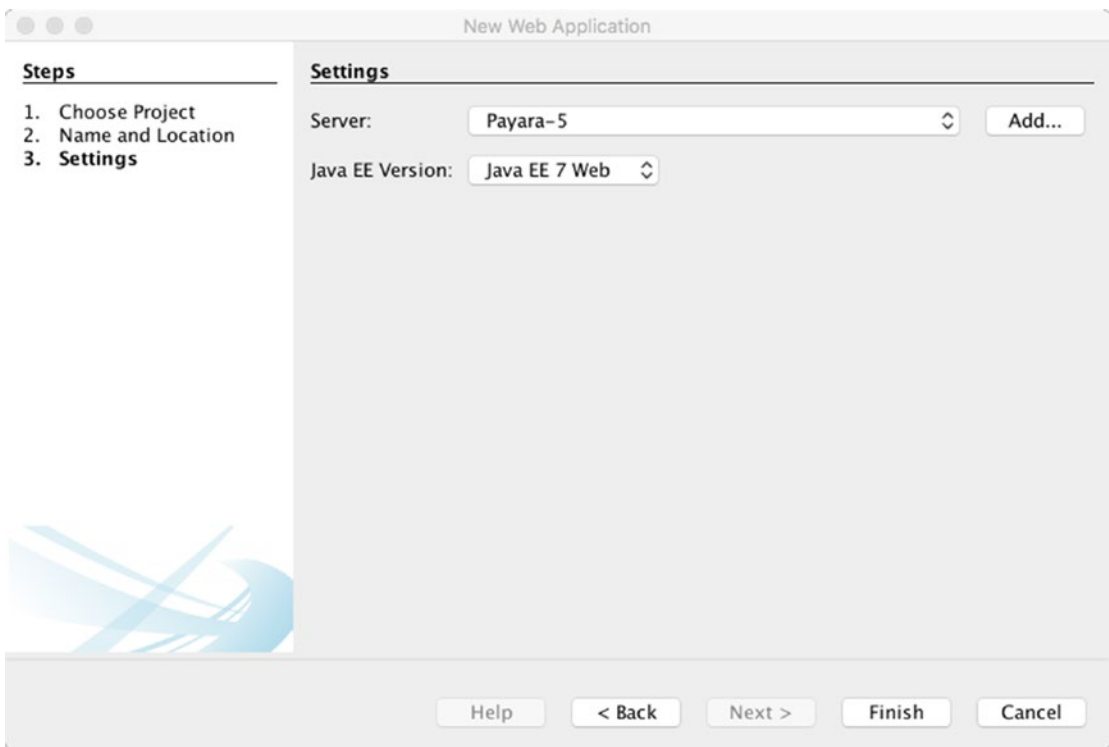 New Web Application
Steps
1. Choose Project
2. Name and Location
3. Settings
Settings
Server: Payara-5 Add...
Java EE Version: Java EE 7 Web
Help < Back Next > Finish Cancel